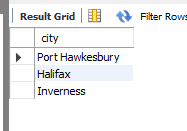 Result Grid Filter Rows
city
Port Hawkesbury
Halifax
Inverness